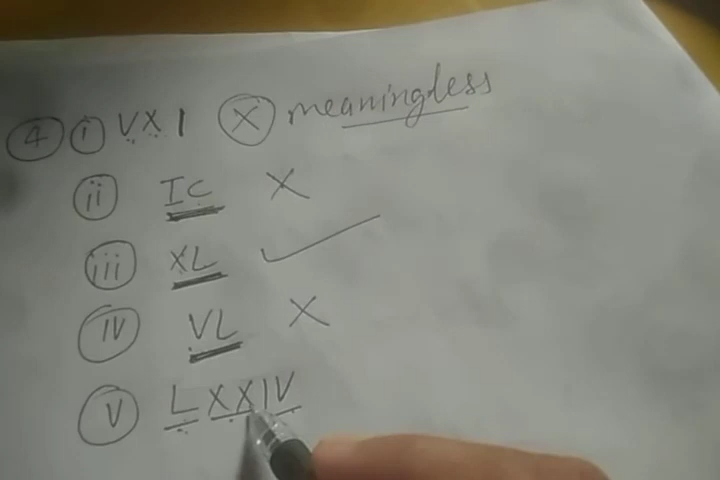 4 i VXI X meaningless
ii IC X
iii XL ✓
iv VL X
v LXXIV